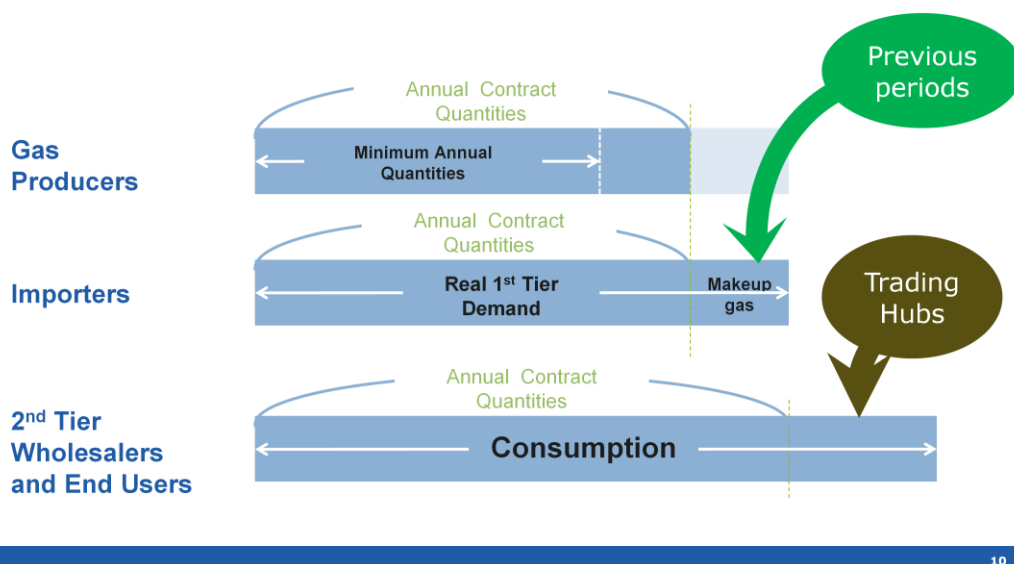 Previous
periods
Annual Contract
Quantities
Gas
Producers
Minimum Annual
Quantities
Annual Contract
Quantities
Importers
Real 1st Tier
Demand
Makeup
gas
Trading
Hubs
Annual Contract
Quantities
2nd Tier
Wholesalers
and End Users
Consumption
19